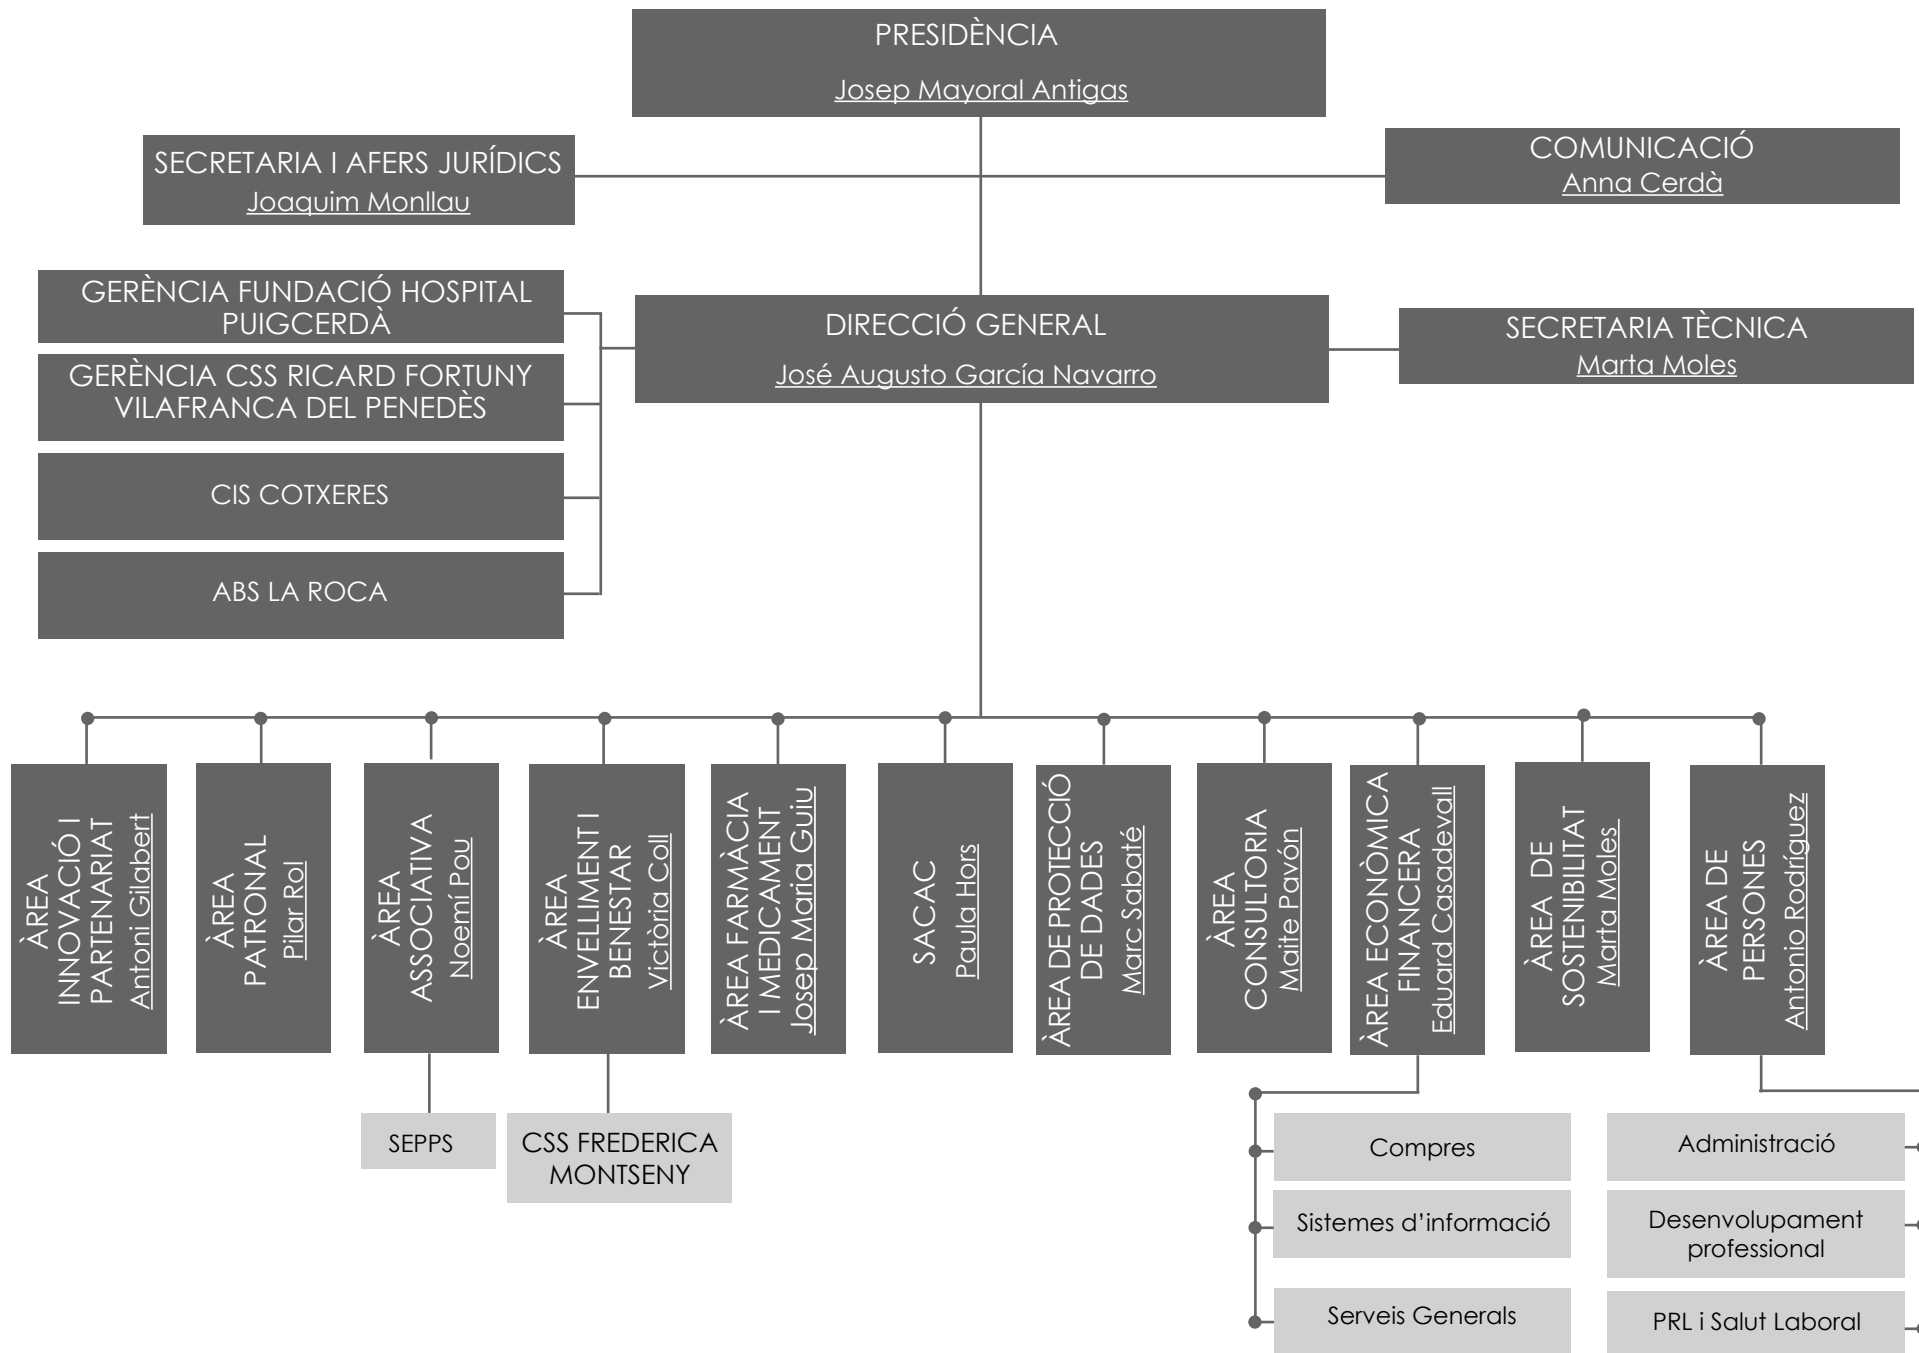 PRESIDÈNCIA
Josep Mayoral Antigas
SECRETARIA I AFERS JURÍDICS
Joaquim Monllau
COMUNICACIÓ
Anna Cerdà
GERÈNCIA FUNDACIÓ HOSPITAL
PUIGCERDÀ
GERÈNCIA CSS RICARD FORTUNY
VILAFRANCA DEL PENEDÈS
CIS COTXERES
ABS LA ROCA
DIRECCIÓ GENERAL
José Augusto García Navarro
SECRETARIA TÈCNICA
Marta Moles
ÀREA
INNOVACIÓ I
PARTENARIAT
Antoni Gilabert
ÀREA
PATRONAL
Pilar Rol
ÀREA
ASSOCIATIVA
Noemí Pou
ÀREA
ENVELLIMENT I
BENESTAR
Victòria Coll
ÀREA FARMÀCIA
I MEDICAMENT
Josep Maria Guiu
SACAC
Paula Hors
ÀREA DE PROTECCIÓ
DE DADES
Marc Sabaté
ÀREA
CONSULTORIA
Maite Pavón
ÀREA ECONÒMICA
FINANCERA
Eduard Casadevall
ÀREA DE
SOSTENIBILITAT
Marta Moles
ÀREA DE
PERSONES
Antonio Rodríguez
SEPPS
CSS FREDERICA
MONTSENY
Compres
Sistemes d’informació
Serveis Generals
Administració
Desenvolupament
professional
PRL i Salut Laboral